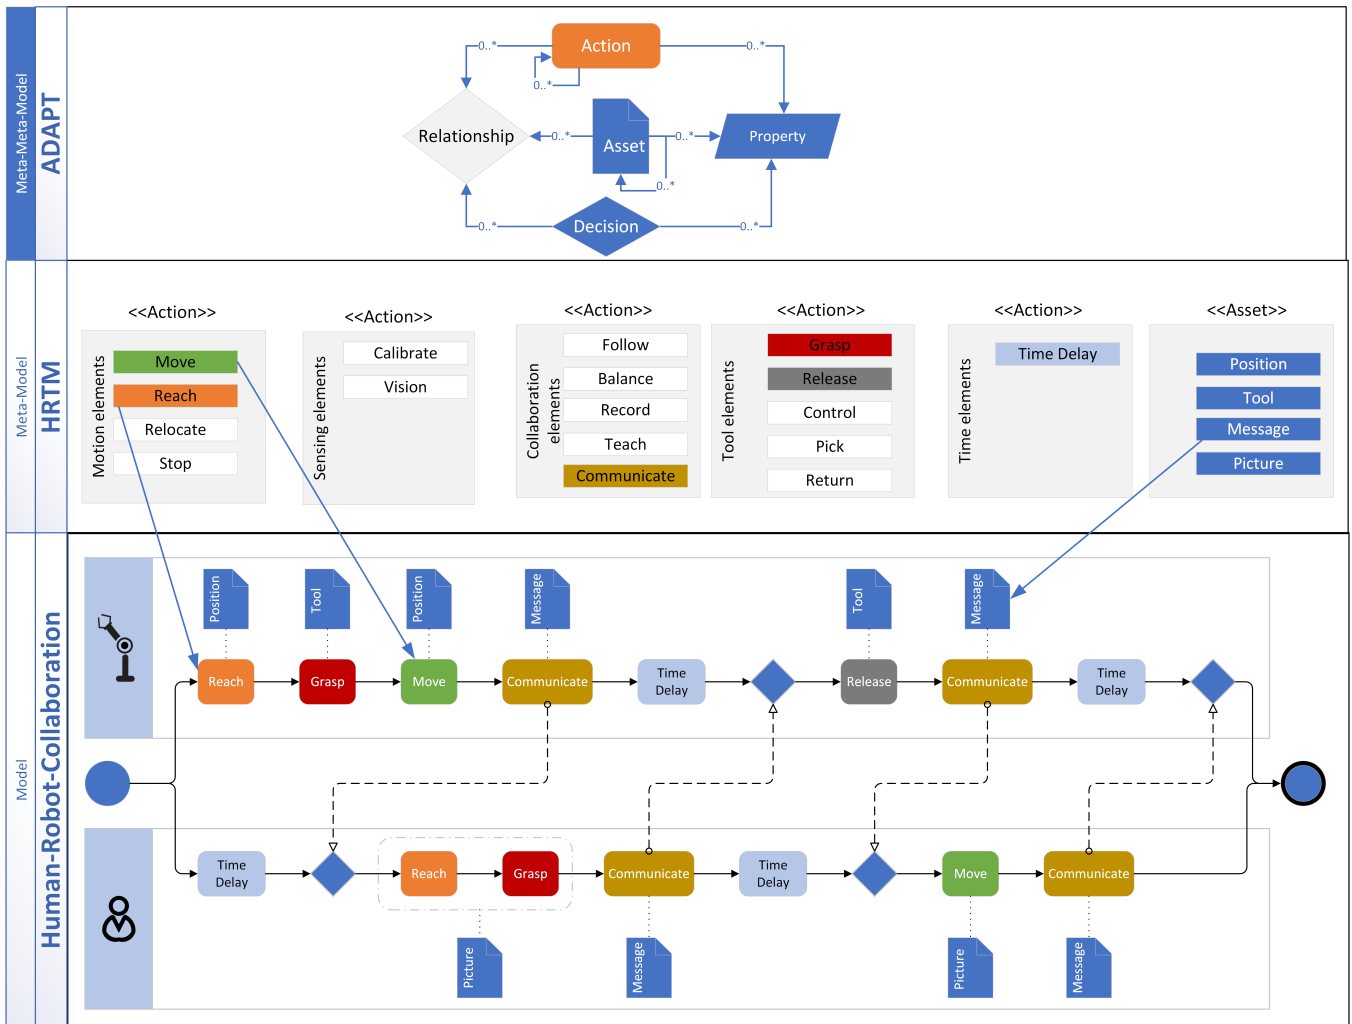 Meta-Meta-Model
ADAPT
Action
0..*
0..*
0..*
Relationship
Asset
Property
0..*
0..*
0..*
Decision
0..*
0..*
Meta-Model
HRTM
<<Action>>
Motion elements
Move
Reach
Relocate
Stop
<<Action>>
Sensing elements
Calibrate
Vision
<<Action>>
Collaboration
elements
Follow
Balance
Record
Teach
Communicate
<<Action>>
Tool elements
Grasp
Release
Control
Pick
Return
<<Action>>
Time elements
Time Delay
<<Asset>>
Position
Tool
Message
Picture
Model
Human-Robot-Collaboration
Position
Tool
Position
Message
Tool
Message
Reach
Grasp
Move
Communicate
Time
Delay
Release
Communicate
Time
Delay
Time
Delay
Reach
Grasp
Communicate
Time
Delay
Move
Communicate
Picture
Message
Picture
Message